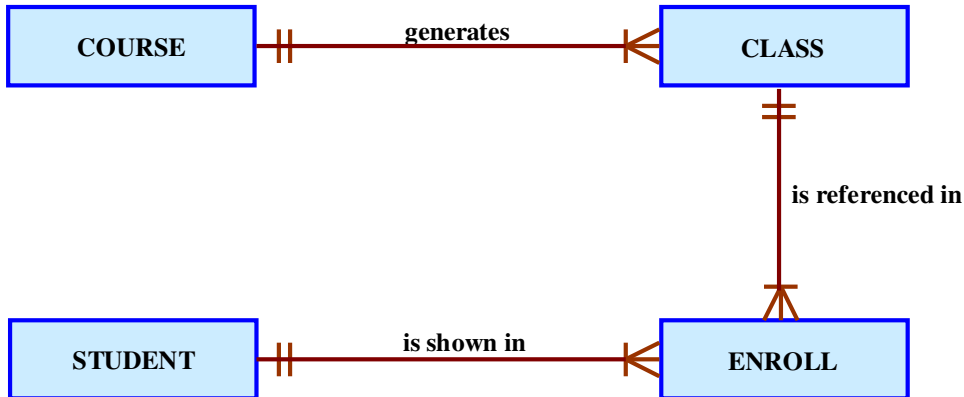 COURSE
generates
CLASS
is referenced in
STUDENT
is shown in
ENROLL